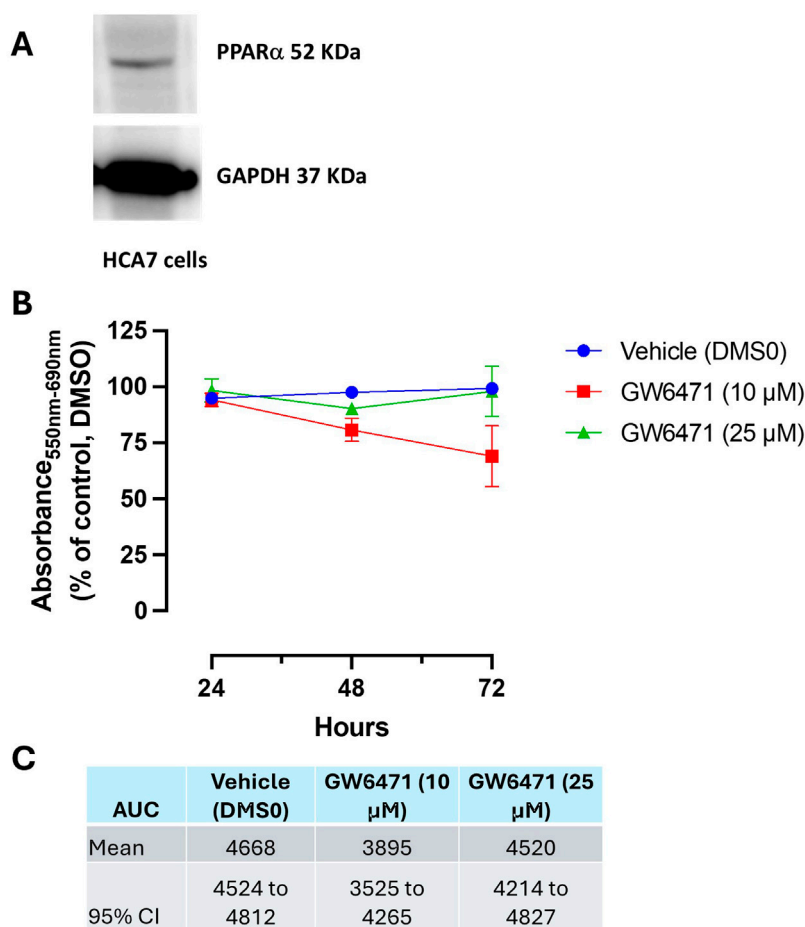 A
PPARα 52 KDa
GAPDH 37 KDa
HCA7 cells
B
Absorbance550nm-690nm
(% of control, DMSO)
125
100
75
50
25
0
24
48
72
Hours
Vehicle (DMS0)
GW6471 (10 µM)
GW6471 (25 µM)
C
AUC
Vehicle
(DMS0)
GW6471 (10
µM)
GW6471 (25
µM)
Mean
4668
3895
4520
95% CI
4524 to
4812
3525 to
4265
4214 to
4827